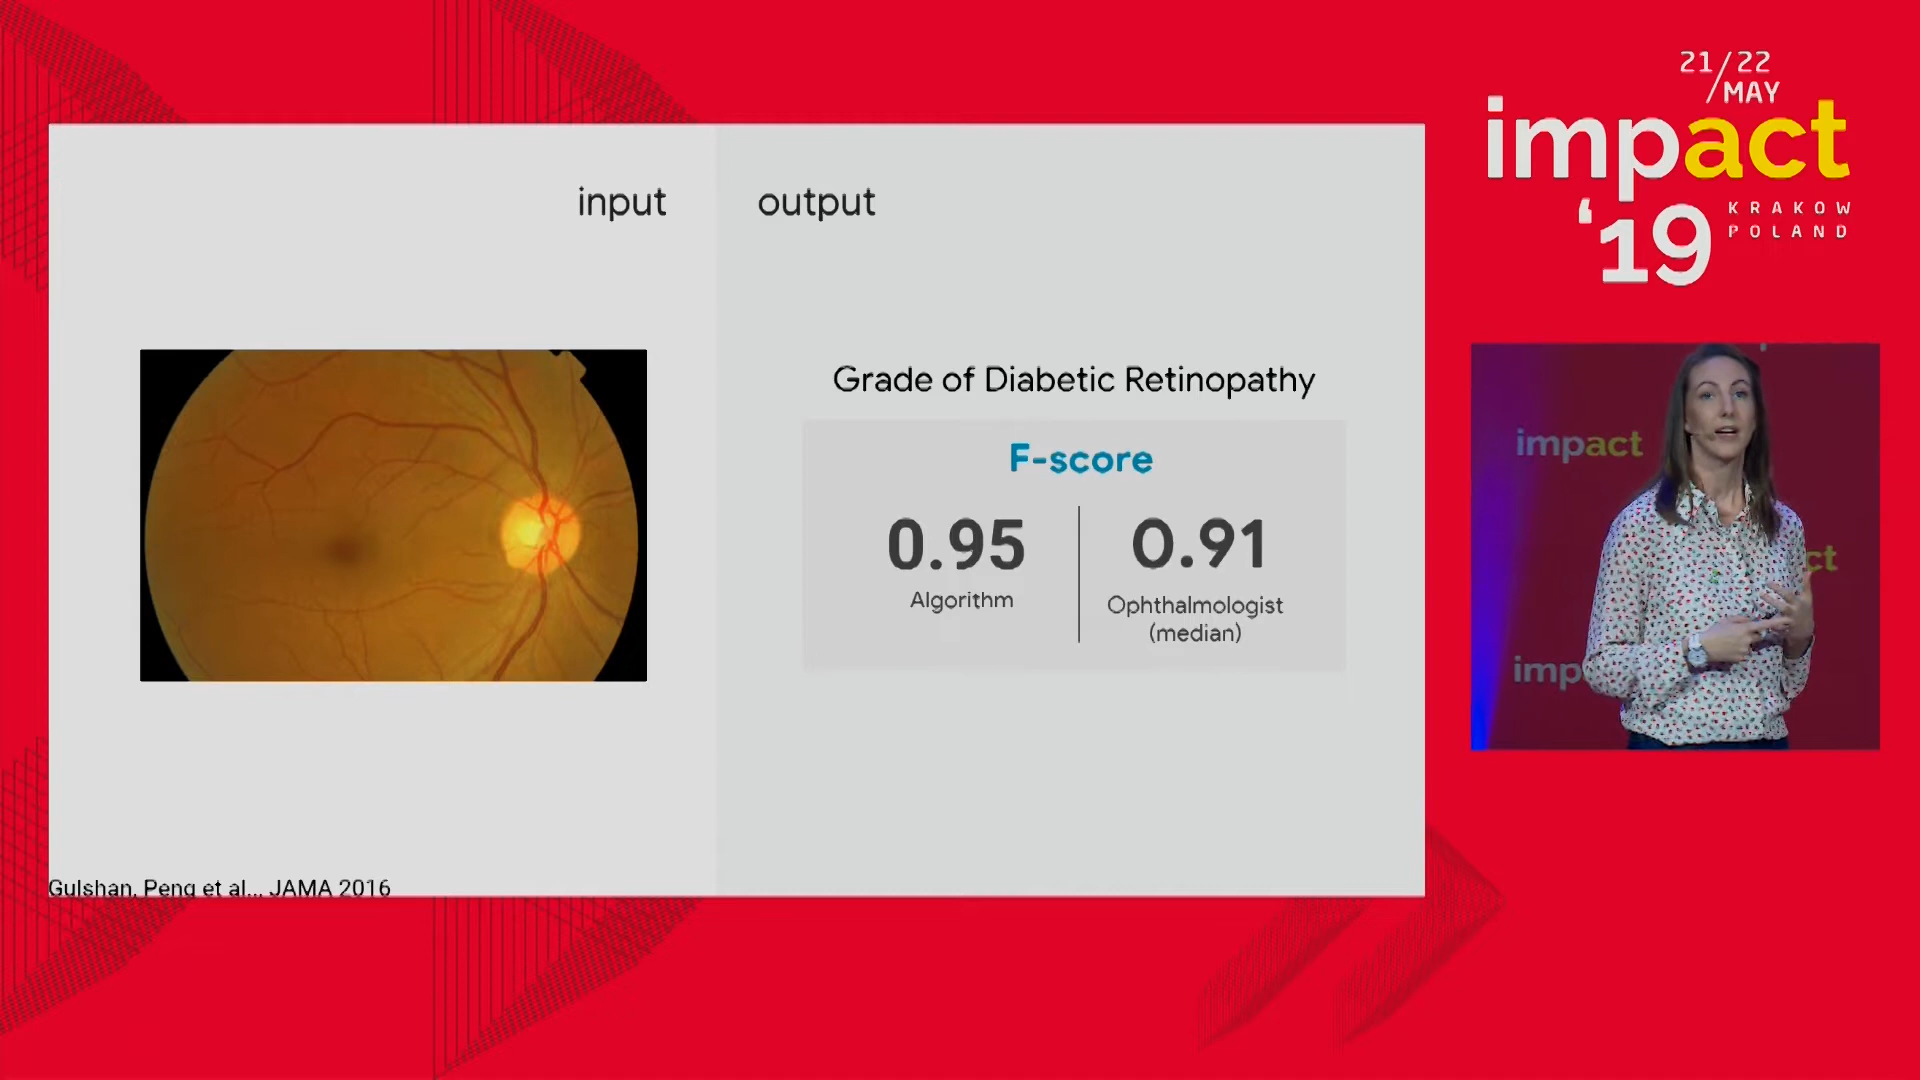 21/22
/MAY
impact
'19
KRAKOW
POLAND
input
output
Grade of Diabetic Retinopathy
F-score
0.95
0.91
Algorithm
Ophthalmologist
(median)
Gulshan, Peng et al., JAMA 2016
impact
ct
imp